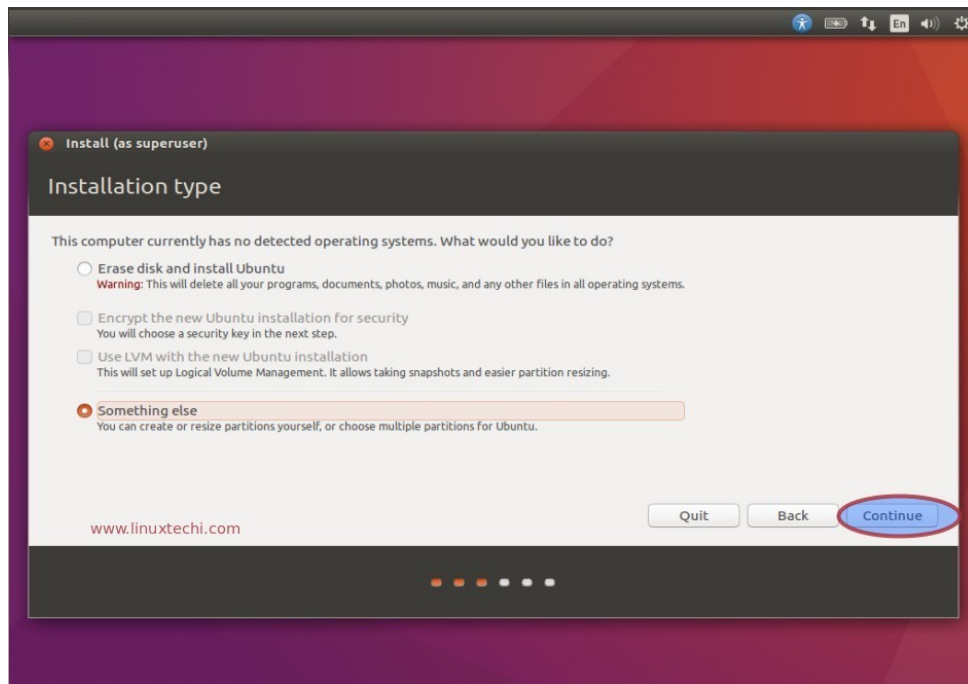 En
Install (as superuser)
Installation type
This computer currently has no detected operating systems. What would you like to do?
Erase disk and install Ubuntu
Warning: This will delete all your programs, documents, photos, music, and any other files in all operating systems.
Encrypt the new Ubuntu installation for security
You will choose a security key in the next step.
Use LVM with the new Ubuntu installation
This will set up Logical Volume Management. It allows taking snapshots and easier partition resizing.
Something else
You can create or resize partitions yourself, or choose multiple partitions for Ubuntu.
Quit Back Continue
www.linuxtechi.com